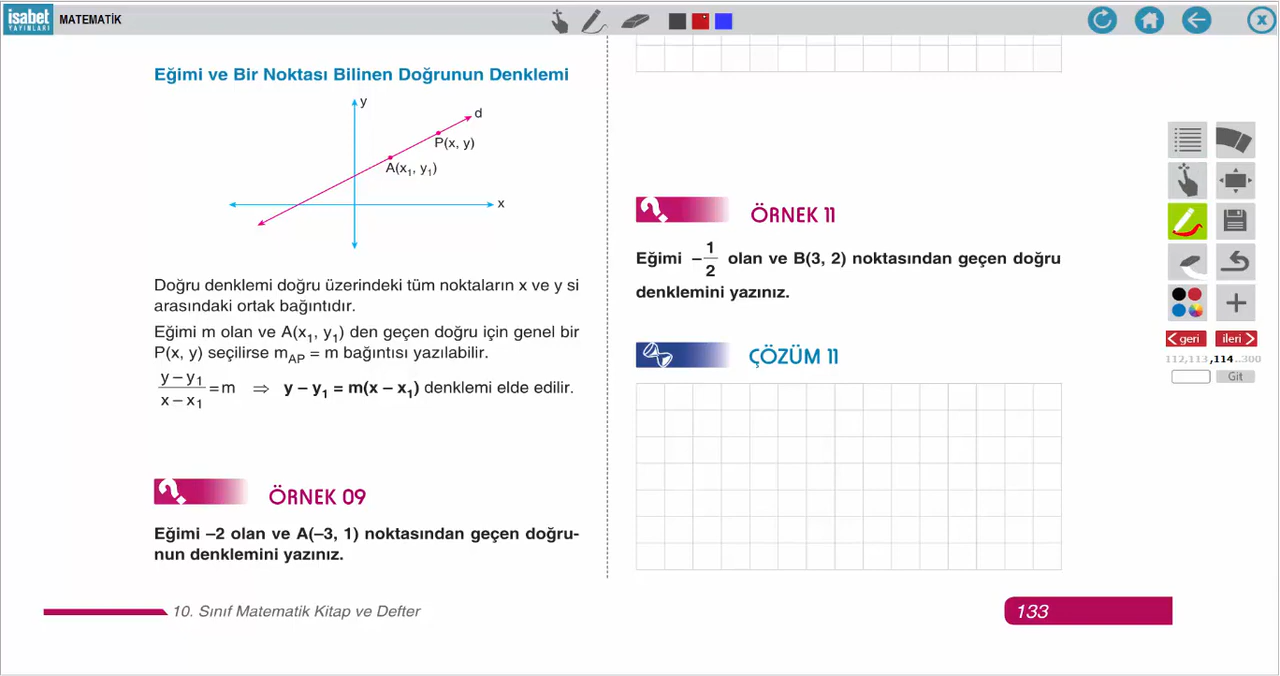 isabet
YAYINLARI
MATEMATİK
Eğimi ve Bir Noktası Bilinen Doğrunun Denklemi
y
d
P(x, y)
A(x₁, y₁)
x
Doğru denklemi doğru üzerindeki tüm noktaların x ve y si
arasındaki ortak bağıntıdır.
Eğimi m olan ve A(x₁, y₁) den geçen doğru için genel bir
P(x, y) seçilirse m_AP = m bağıntısı yazılabilir.
(y – y₁)/(x – x₁) = m ⇒ y – y₁ = m(x – x₁) denklemi elde edilir.
ÖRNEK 09
Eğimi –2 olan ve A(–3, 1) noktasından geçen doğru-
nun denklemini yazınız.
10. Sınıf Matematik Kitap ve Defter
ÖRNEK 11
Eğimi –1/2 olan ve B(3, 2) noktasından geçen doğru
denklemini yazınız.
ÇÖZÜM 11
133
geri
ileri
112,113,114..300
Git